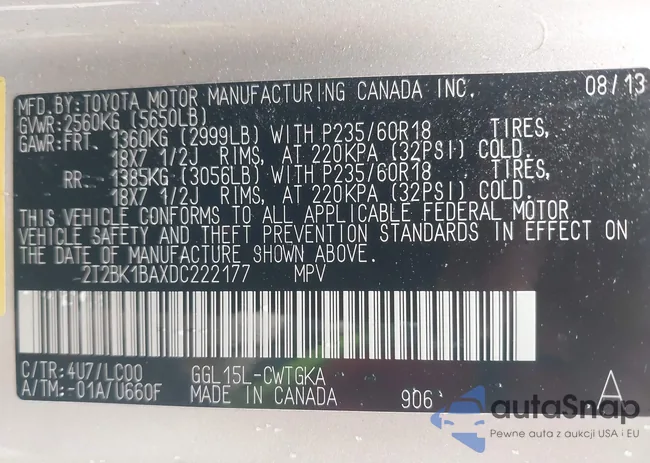 MFD. BY: TOYOTA MOTOR MANUFACTURING CANADA INC. 08/13
GVWR: 2560KG (5650LB)
GAWR: FRT. 1360KG (2999LB) WITH P235/60R18 TIRES,
18X7 1/2J RIMS, AT 220KPA (32PSI) COLD.
RR. 1385KG (3056LB) WITH P235/60R18 TIRES,
18X7 1/2J RIMS, AT 220KPA (32PSI) COLD.
THIS VEHICLE CONFORMS TO ALL APPLICABLE FEDERAL MOTOR
VEHICLE SAFETY AND THEFT PREVENTION STANDARDS IN EFFECT ON
THE DATE OF MANUFACTURE SHOWN ABOVE.
2T2BK1BAXDC222177 MPV
C/TR: 4U7/LC00 GGL15L-CWTGKA
A/TM: -01A/U660F MADE IN CANADA 906 A
autaSnap
Pewne auta z aukcji USA i EU